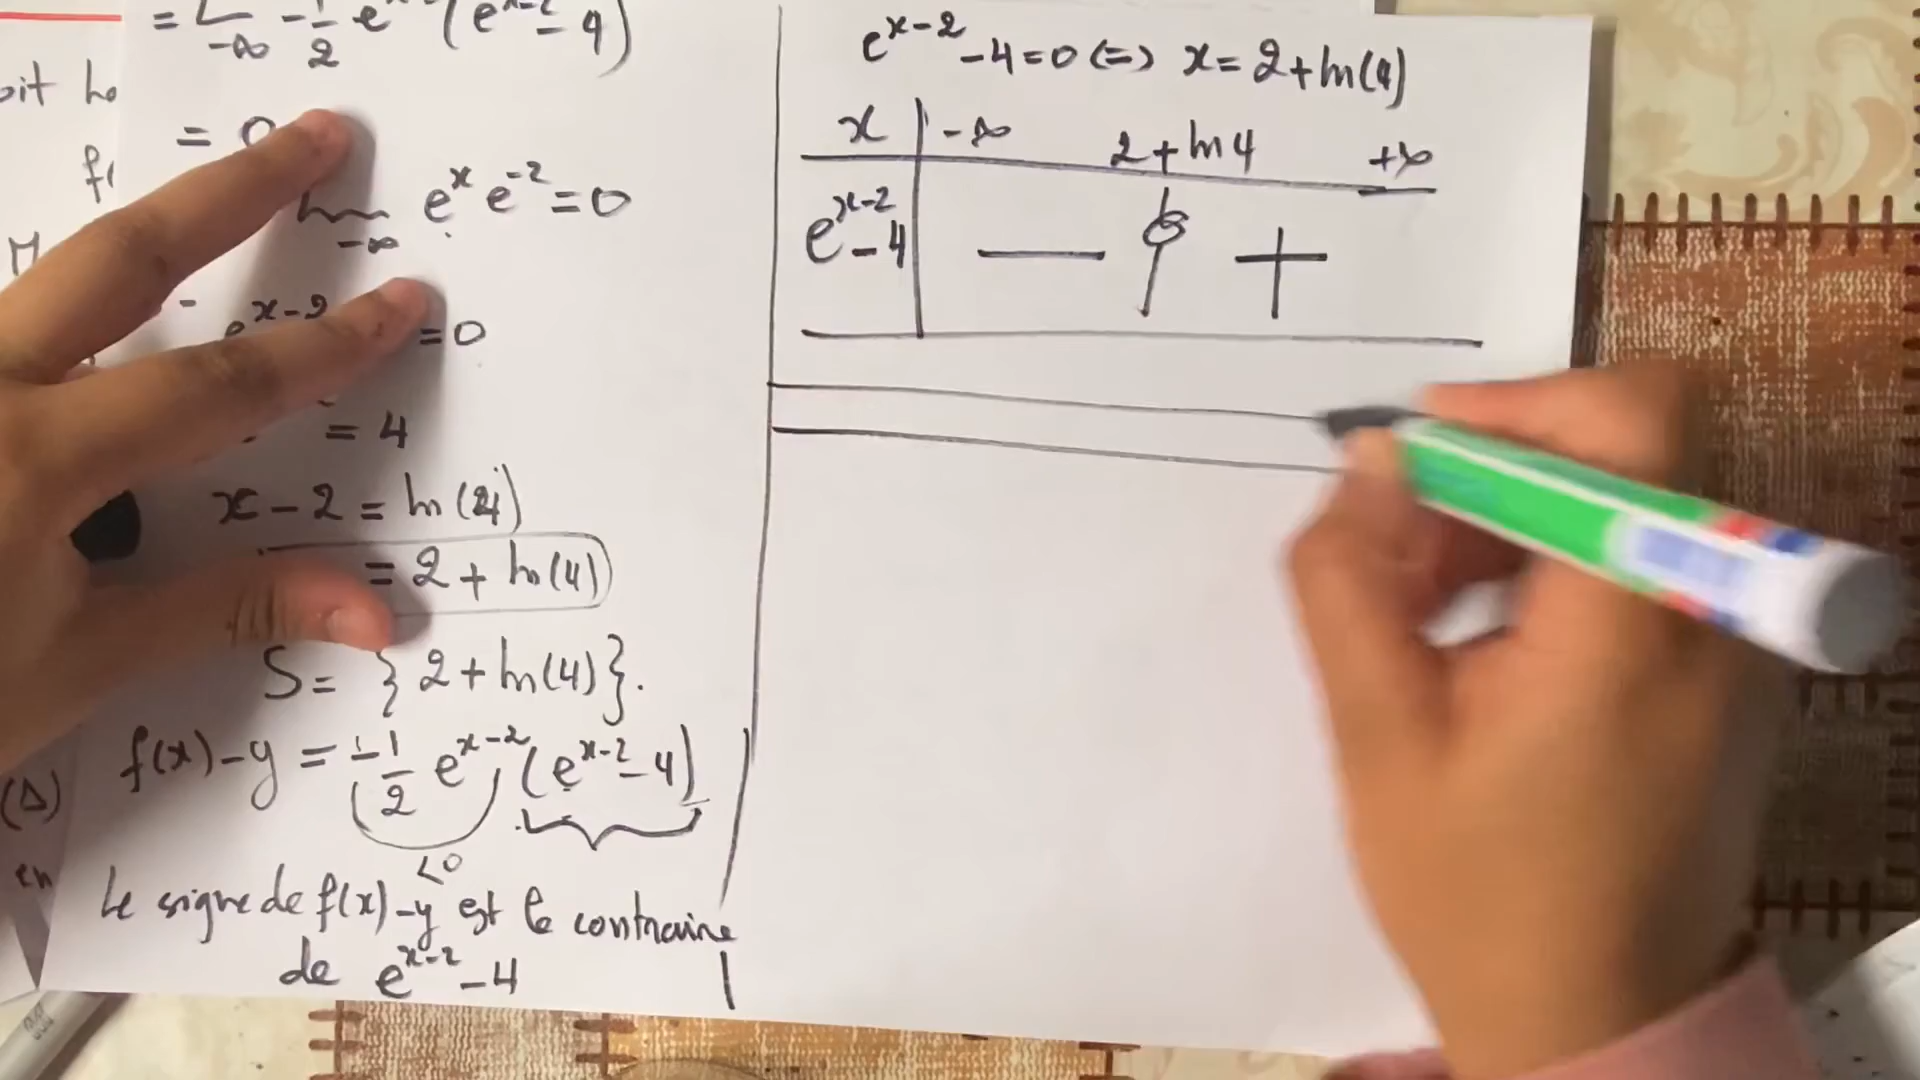 = -1/2 e (e^x-2 - 4)
-∞
= 0
e^x e^-2 = 0
-∞
e^x-2 = 0
= 4
x - 2 = ln(4)
= 2 + ln(4)
S = {2 + ln(4)}.
f(x) - y = -1/2 e^x-2 (e^x-2 - 4)
<0
Le signe de f(x) - y est le contraire
de e^x-2 - 4
e^x-2 - 4 = 0 <=> x = 2 + ln(4)
x -∞ 2 + ln 4 +∞
e^x-2 - 4 — 0 +
(Δ)
en